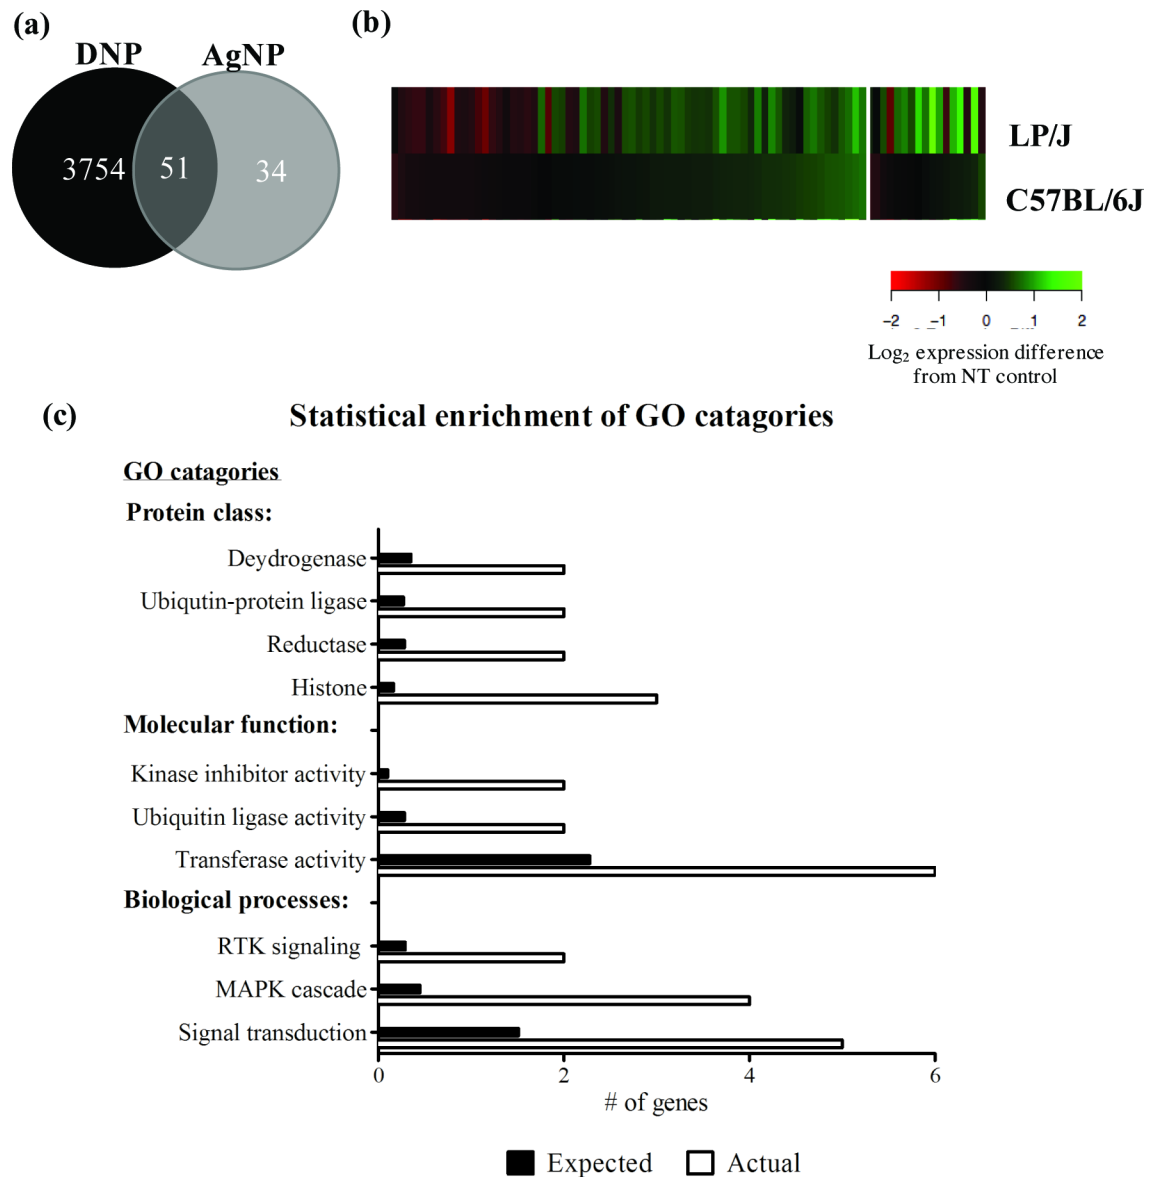 (a)
DNP AgNP
3754 51 34
(b)
LP/J
C57BL/6J
−2 −1 0 1 2
Log₂ expression difference
from NT control
(c)
Statistical enrichment of GO catagories
GO catagories
Protein class:
Deydrogenase
Ubiqutin-protein ligase
Reductase
Histone
Molecular function:
Kinase inhibitor activity
Ubiquitin ligase activity
Transferase activity
Biological processes:
RTK signaling
MAPK cascade
Signal transduction
0 2 4 6
# of genes
Expected Actual